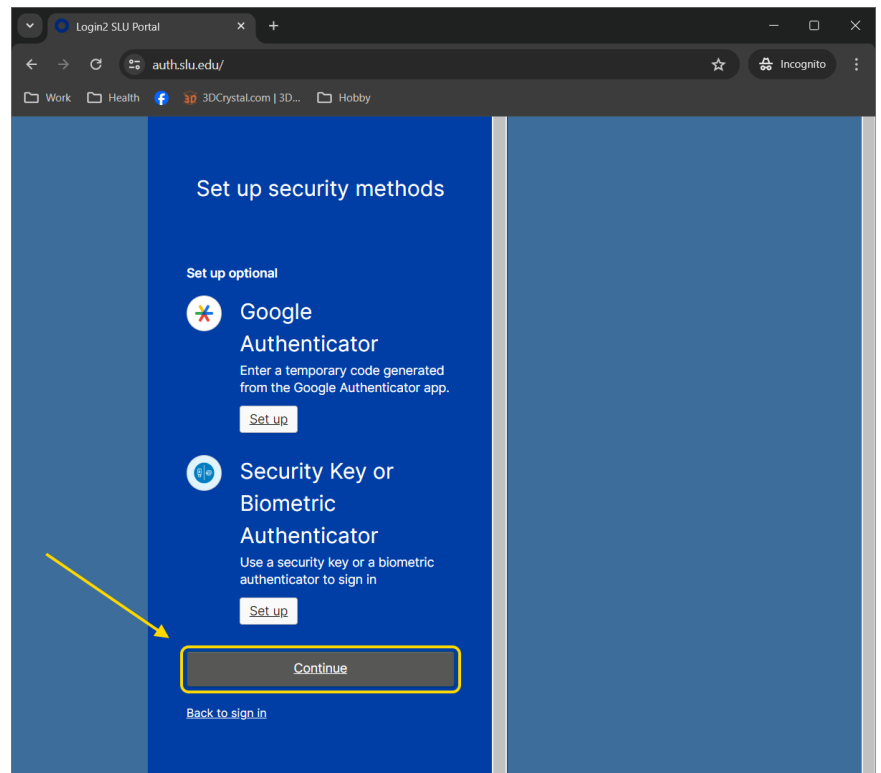 Login2 SLU Portal
auth.slu.edu/
Incognito
Work Health 3DCrystal.com | 3D... Hobby
Set up security methods
Set up optional
Google
Authenticator
Enter a temporary code generated
from the Google Authenticator app.
Set up
Security Key or
Biometric
Authenticator
Use a security key or a biometric
authenticator to sign in
Set up
Continue
Back to sign in